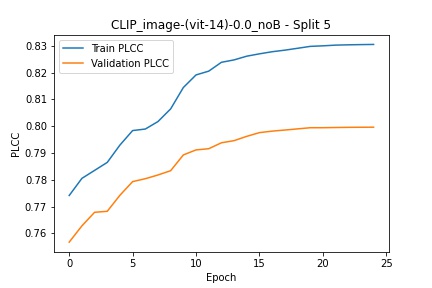 CLIP_image-(vit-14)-0.0_noB - Split 5
Train PLCC
Validation PLCC
0.83
0.82
0.81
0.80
0.79
0.78
0.77
0.76
PLCC
0 5 10 15 20 25
Epoch